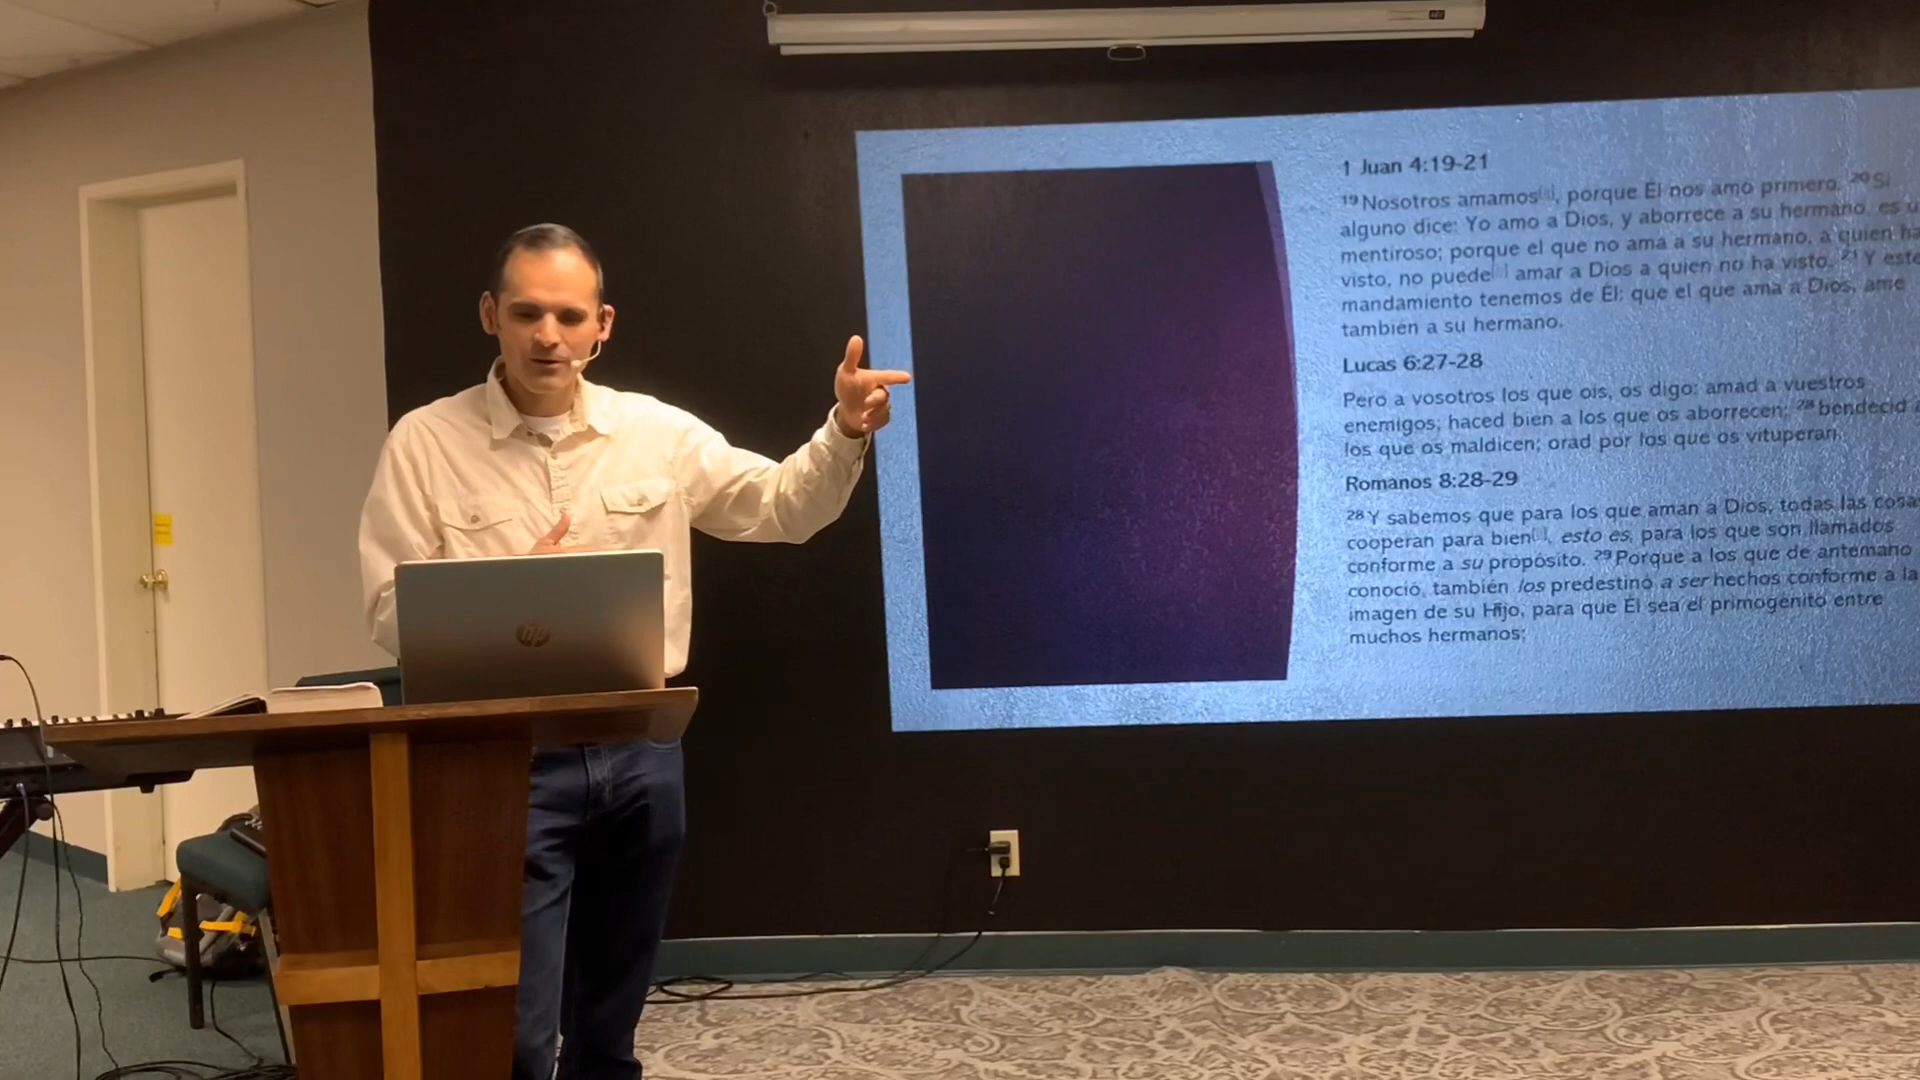 1 Juan 4:19-21
19 Nosotros amamos[ ], porque Él nos amó primero. 20 Si
alguno dice: Yo amo a Dios, y aborrece a su hermano, es u
mentiroso; porque el que no ama a su hermano, a quien ha
visto, no puede[ ] amar a Dios a quien no ha visto. 21 Y este
mandamiento tenemos de Él: que el que ama a Dios, ame
también a su hermano.
Lucas 6:27-28
Pero a vosotros los que oís, os digo: amad a vuestros
enemigos; haced bien a los que os aborrecen; 28 bendecid a
los que os maldicen; orad por los que os vituperan.
Romanos 8:28-29
28 Y sabemos que para los que aman a Dios, todas las cosa
cooperan para bien[ ], esto es, para los que son llamados
conforme a su propósito. 29 Porque a los que de antemano
conoció, también los predestinó a ser hechos conforme a la
imagen de su Hijo, para que Él sea el primogénito entre
muchos hermanos;
hp